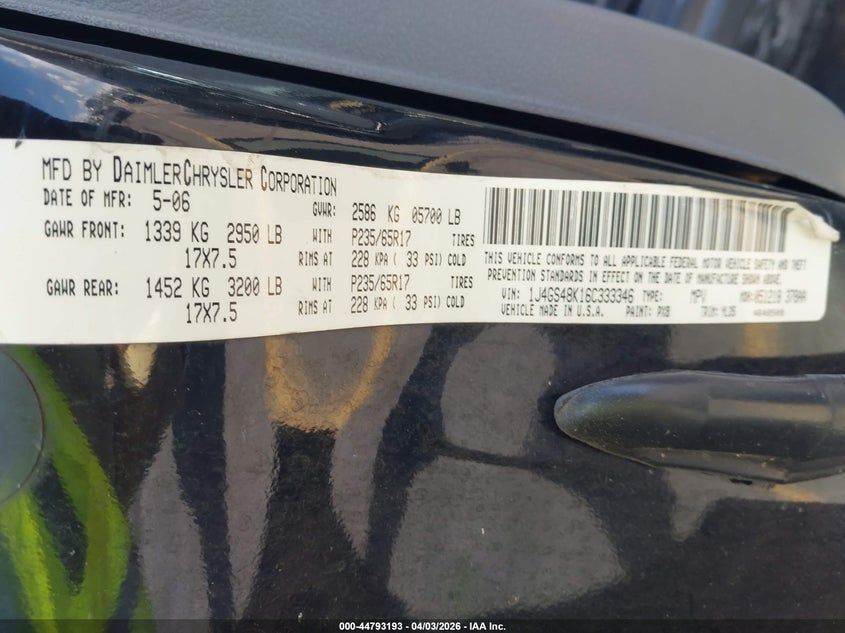 MFD BY DAIMLERCHRYSLER CORPORATION
DATE OF MFR: 5-06
GVWR: 2586 KG 05700 LB
GAWR FRONT: 1339 KG 2950 LB WITH P235/65R17 TIRES
17X7.5 RIMS AT 228 KPA ( 33 PSI) COLD
GAWR REAR: 1452 KG 3200 LB WITH P235/65R17 TIRES
17X7.5 RIMS AT 228 KPA ( 33 PSI) COLD
THIS VEHICLE CONFORMS TO ALL APPLICABLE FEDERAL MOTOR VEHICLE SAFETY AND THEFT
PREVENTION STANDARDS IN EFFECT ON THE DATE OF MANUFACTURE SHOWN ABOVE.
VIN: 1J4GS48K16C333346 TYPE: MPV MDH: 051218 370AA
VEHICLE MADE IN U.S.A. PAINT: PXB TRIM:
000-44793193 - 04/03/2026 - IAA Inc.